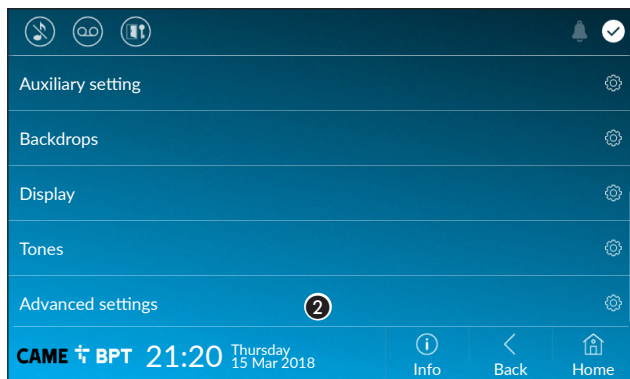 Auxiliary setting
Backdrops
Display
Tones
Advanced settings 2
CAME BPT 21:20 Thursday
15 Mar 2018
Info Back Home